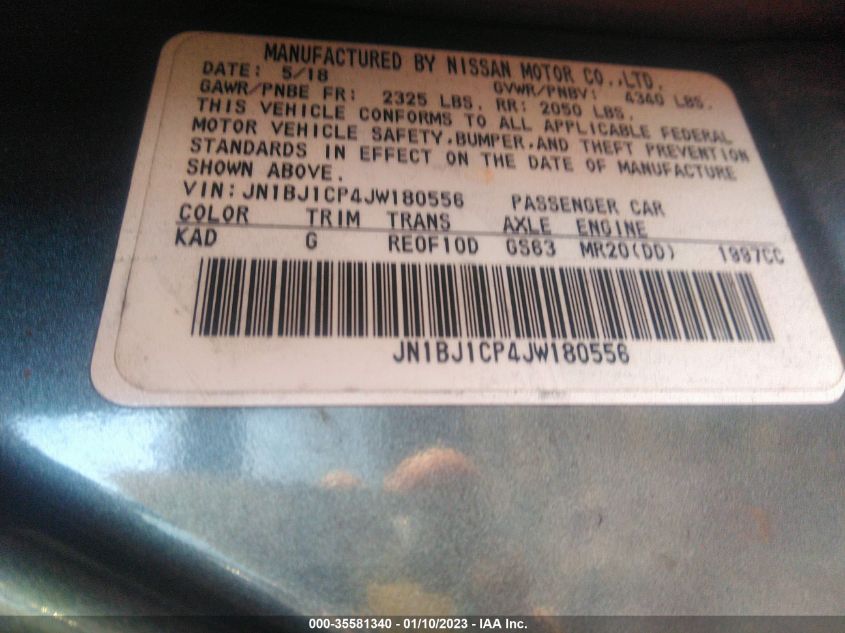 MANUFACTURED BY NISSAN MOTOR CO.,LTD.
DATE: 5/18 GVWR/PNBV: 4340 LBS.
GAWR/PNBE FR: 2325 LBS. RR: 2050 LBS.
THIS VEHICLE CONFORMS TO ALL APPLICABLE FEDERAL
MOTOR VEHICLE SAFETY,BUMPER,AND THEFT PREVENTION
STANDARDS IN EFFECT ON THE DATE OF MANUFACTURE
SHOWN ABOVE.
VIN: JN1BJ1CP4JW180556 PASSENGER CAR
COLOR TRIM TRANS AXLE ENGINE
KAD G RE0F10D GS63 MR20(DD) 1997CC
JN1BJ1CP4JW180556
000-35581340 - 01/10/2023 - IAA Inc.